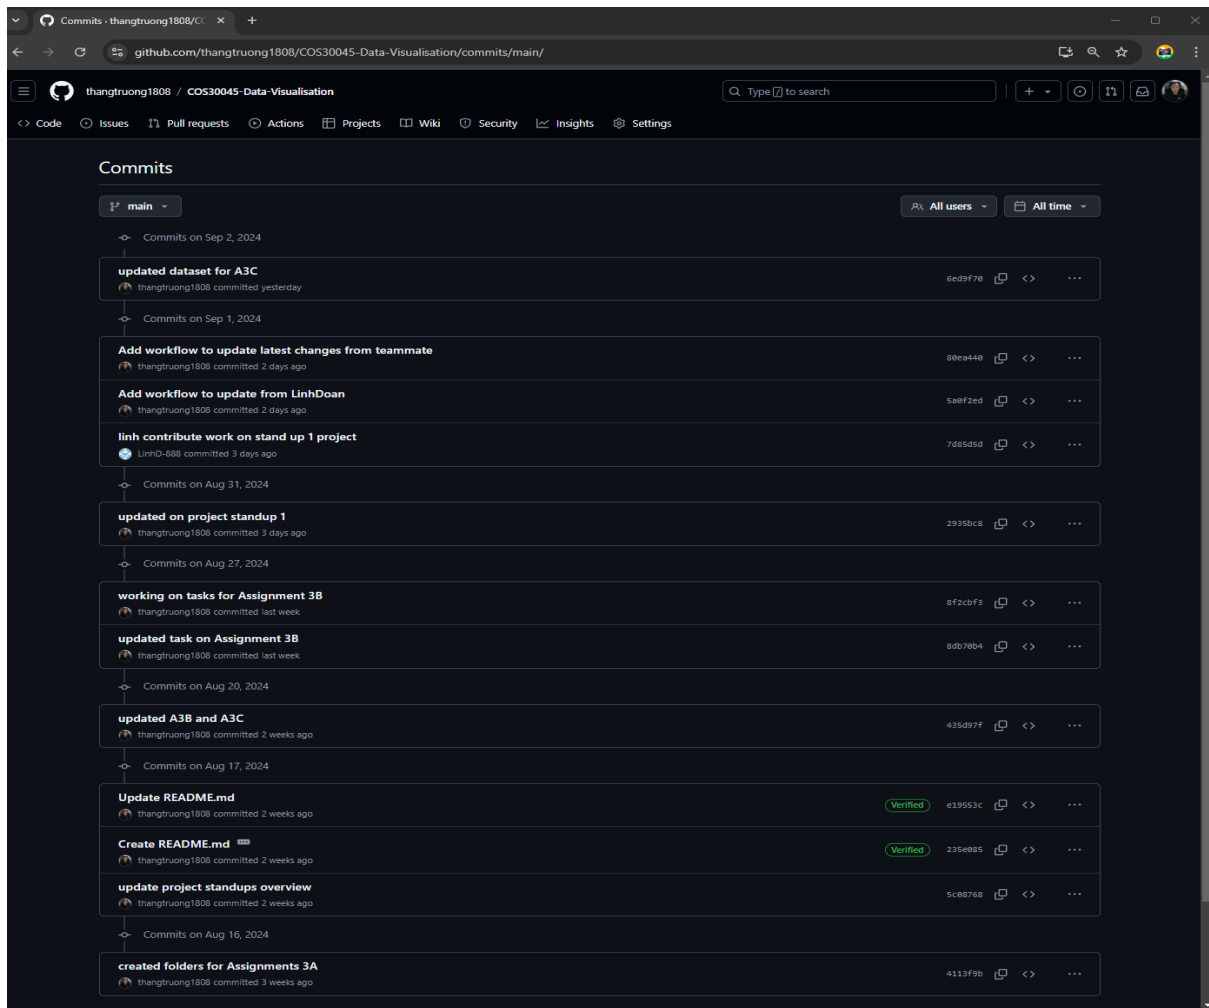 Commits · thangtruong1808/CO
github.com/thangtruong1808/COS30045-Data-Visualisation/commits/main/
thangtruong1808 / COS30045-Data-Visualisation
Type / to search
Code Issues Pull requests Actions Projects Wiki Security Insights Settings
Commits
main All users All time
Commits on Sep 2, 2024
updated dataset for A3C
thangtruong1808 committed yesterday
6ed9f70
Commits on Sep 1, 2024
Add workflow to update latest changes from teammate
thangtruong1808 committed 2 days ago
80ea440
Add workflow to update from LinhDoan
thangtruong1808 committed 2 days ago
5a0f2ed
linh contribute work on stand up 1 project
LinhD-888 committed 3 days ago
7d85d5d
Commits on Aug 31, 2024
updated on project standup 1
thangtruong1808 committed 3 days ago
2935bc8
Commits on Aug 27, 2024
working on tasks for Assignment 3B
thangtruong1808 committed last week
8f2cbf3
updated task on Assignment 3B
thangtruong1808 committed last week
8db70b4
Commits on Aug 20, 2024
updated A3B and A3C
thangtruong1808 committed 2 weeks ago
435d97f
Commits on Aug 17, 2024
Update README.md
thangtruong1808 committed 2 weeks ago
Verified e19553c
Create README.md
thangtruong1808 committed 2 weeks ago
Verified 235e085
update project standups overview
thangtruong1808 committed 2 weeks ago
5c08768
Commits on Aug 16, 2024
created folders for Assignments 3A
thangtruong1808 committed 3 weeks ago
4113f9b